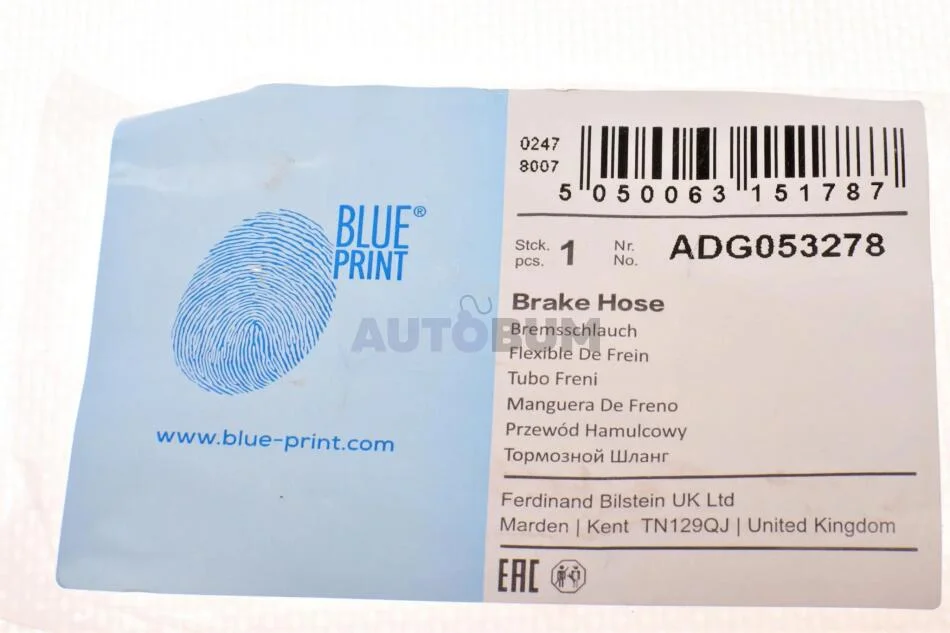 BLUE®
PRINT
www.blue-print.com
0247
8007
5 050063 151787
Stck. 1 Nr. ADG053278
pcs. No.
Brake Hose
Bremsschlauch
Flexible De Frein
Tubo Freni
Manguera De Freno
Przewód Hamulcowy
Тормозной Шланг
Ferdinand Bilstein UK Ltd
Marden | Kent TN129QJ | United Kingdom
EAC
AUTOBUM